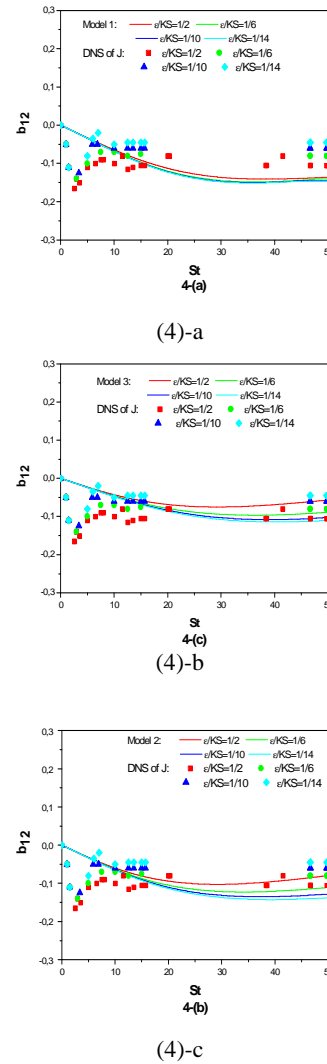 Model 1: ε/KS=1/2 ε/KS=1/6
ε/KS=1/10 ε/KS=1/14
DNS of J: ε/KS=1/2 ε/KS=1/6
ε/KS=1/10 ε/KS=1/14
0,3
0,2
0,1
0,0
-0,1
-0,2
-0,3
b12
0 10 20 30 40 50
St
4-(a)
(4)-a
Model 3: ε/KS=1/2 ε/KS=1/6
ε/KS=1/10 ε/KS=1/14
DNS of J: ε/KS=1/2 ε/KS=1/6
ε/KS=1/10 ε/KS=1/14
0,3
0,2
0,1
0,0
-0,1
-0,2
-0,3
b12
0 10 20 30 40 50
St
4-(c)
(4)-b
Model 2: ε/KS=1/2 ε/KS=1/6
ε/KS=1/10 ε/KS=1/14
DNS of J: ε/KS=1/2 ε/KS=1/6
ε/KS=1/10 ε/KS=1/14
0,3
0,2
0,1
0,0
-0,1
-0,2
-0,3
b12
0 10 20 30 40 50
St
4-(b)
(4)-c